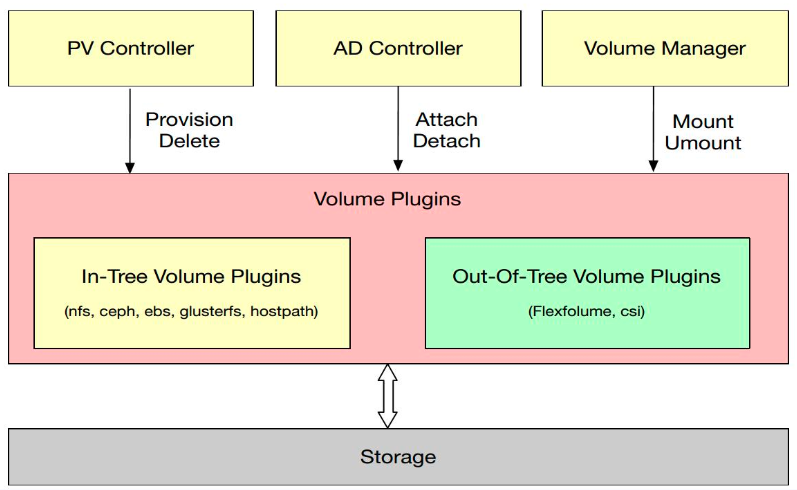 PV Controller
AD Controller
Volume Manager
Provision
Delete
Attach
Detach
Mount
Umount
Volume Plugins
In-Tree Volume Plugins
(nfs, ceph, ebs, glusterfs, hostpath)
Out-Of-Tree Volume Plugins
(Flexfolume, csi)
Storage